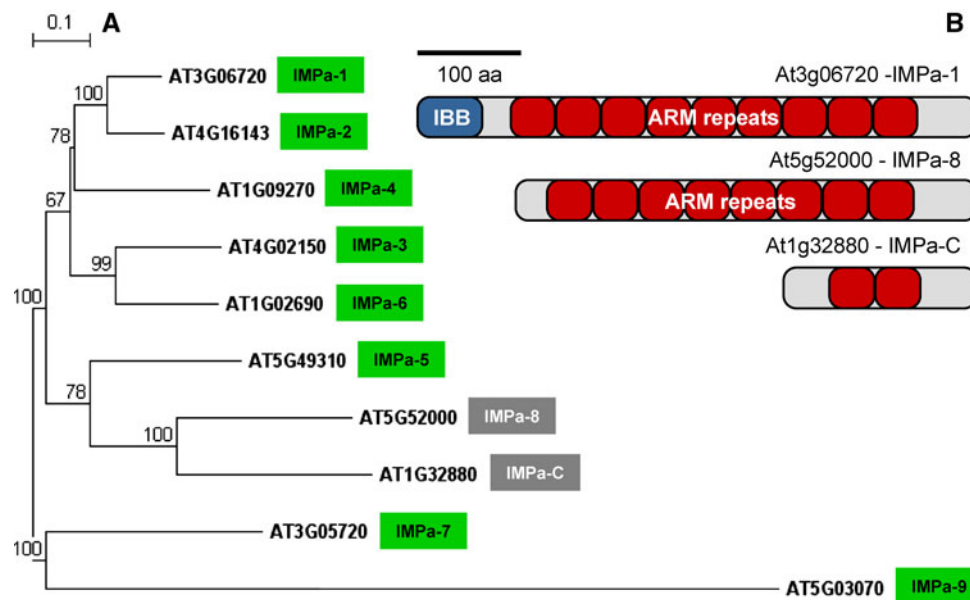 0.1
A
AT3G06720 IMPa-1
100
AT4G16143 IMPa-2
78
AT1G09270 IMPa-4
67
AT4G02150 IMPa-3
99
AT1G02690 IMPa-6
100
AT5G49310 IMPa-5
78
AT5G52000 IMPa-8
100
AT1G32880 IMPa-C
AT3G05720 IMPa-7
100
AT5G03070 IMPa-9
B
100 aa
At3g06720 -IMPa-1
IBB ARM repeats
At5g52000 - IMPa-8
ARM repeats
At1g32880 - IMPa-C